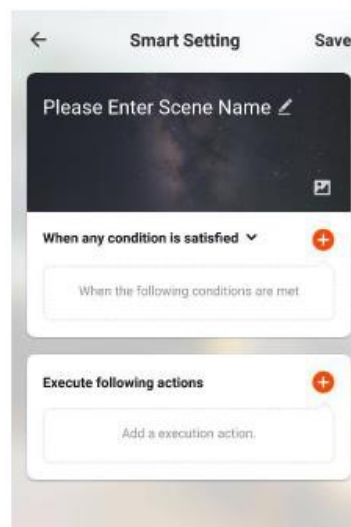 Smart Setting
Save
Please Enter Scene Name
When any condition is satisfied
When the following conditions are met
Execute following actions
Add a execution action.